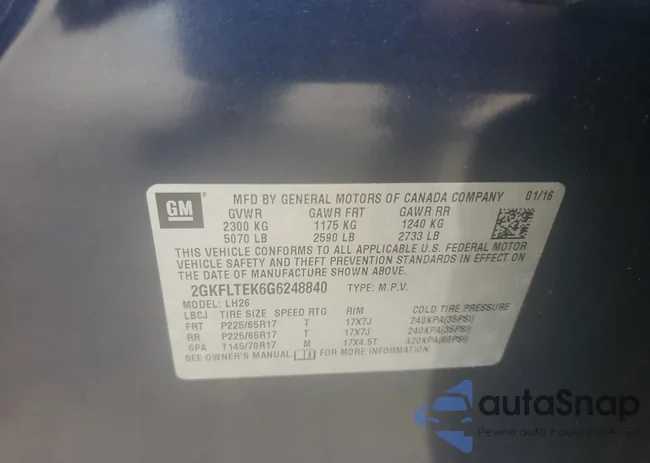 GM
MFD BY GENERAL MOTORS OF CANADA COMPANY 01/16
GVWR GAWR FRT GAWR RR
2300 KG 1175 KG 1240 KG
5070 LB 2590 LB 2733 LB
THIS VEHICLE CONFORMS TO ALL APPLICABLE U.S. FEDERAL MOTOR
VEHICLE SAFETY AND THEFT PREVENTION STANDARDS IN EFFECT ON
THE DATE OF MANUFACTURE SHOWN ABOVE.
2GKFLTEK6G6248840 TYPE: M.P.V.
MODEL: LH26
LBCJ TIRE SIZE SPEED RTG RIM COLD TIRE PRESSURE
FRT P225/65R17 T 17X7J 240KPA(35PSI)
RR P225/65R17 T 17X7J 240KPA(35PSI)
SPA T145/70R17 M 17X4.5T 420KPA(60PSI)
SEE OWNER'S MANUAL FOR MORE INFORMATION
autoSnap
Pewne auto z aukcji